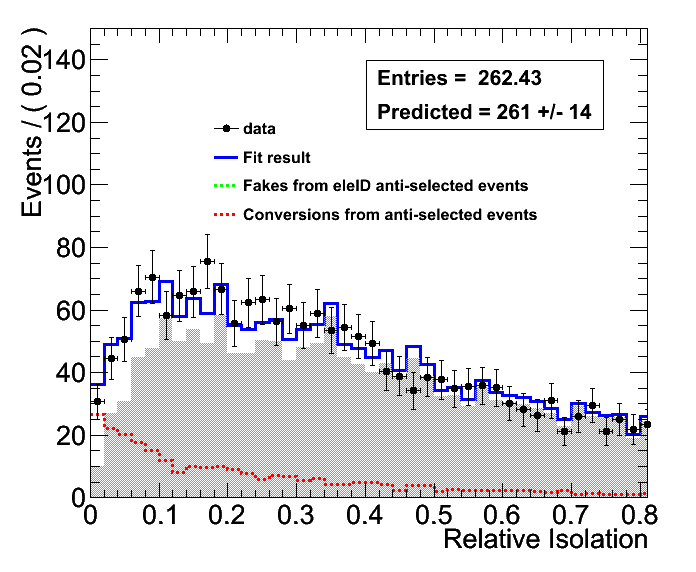 Events / ( 0.02 )
140
120
100
80
60
40
20
0
Entries =  262.43
Predicted = 261 +/- 14
data
Fit result
Fakes from eleID anti-selected events
Conversions from anti-selected events
0 0.1 0.2 0.3 0.4 0.5 0.6 0.7 0.8
Relative Isolation